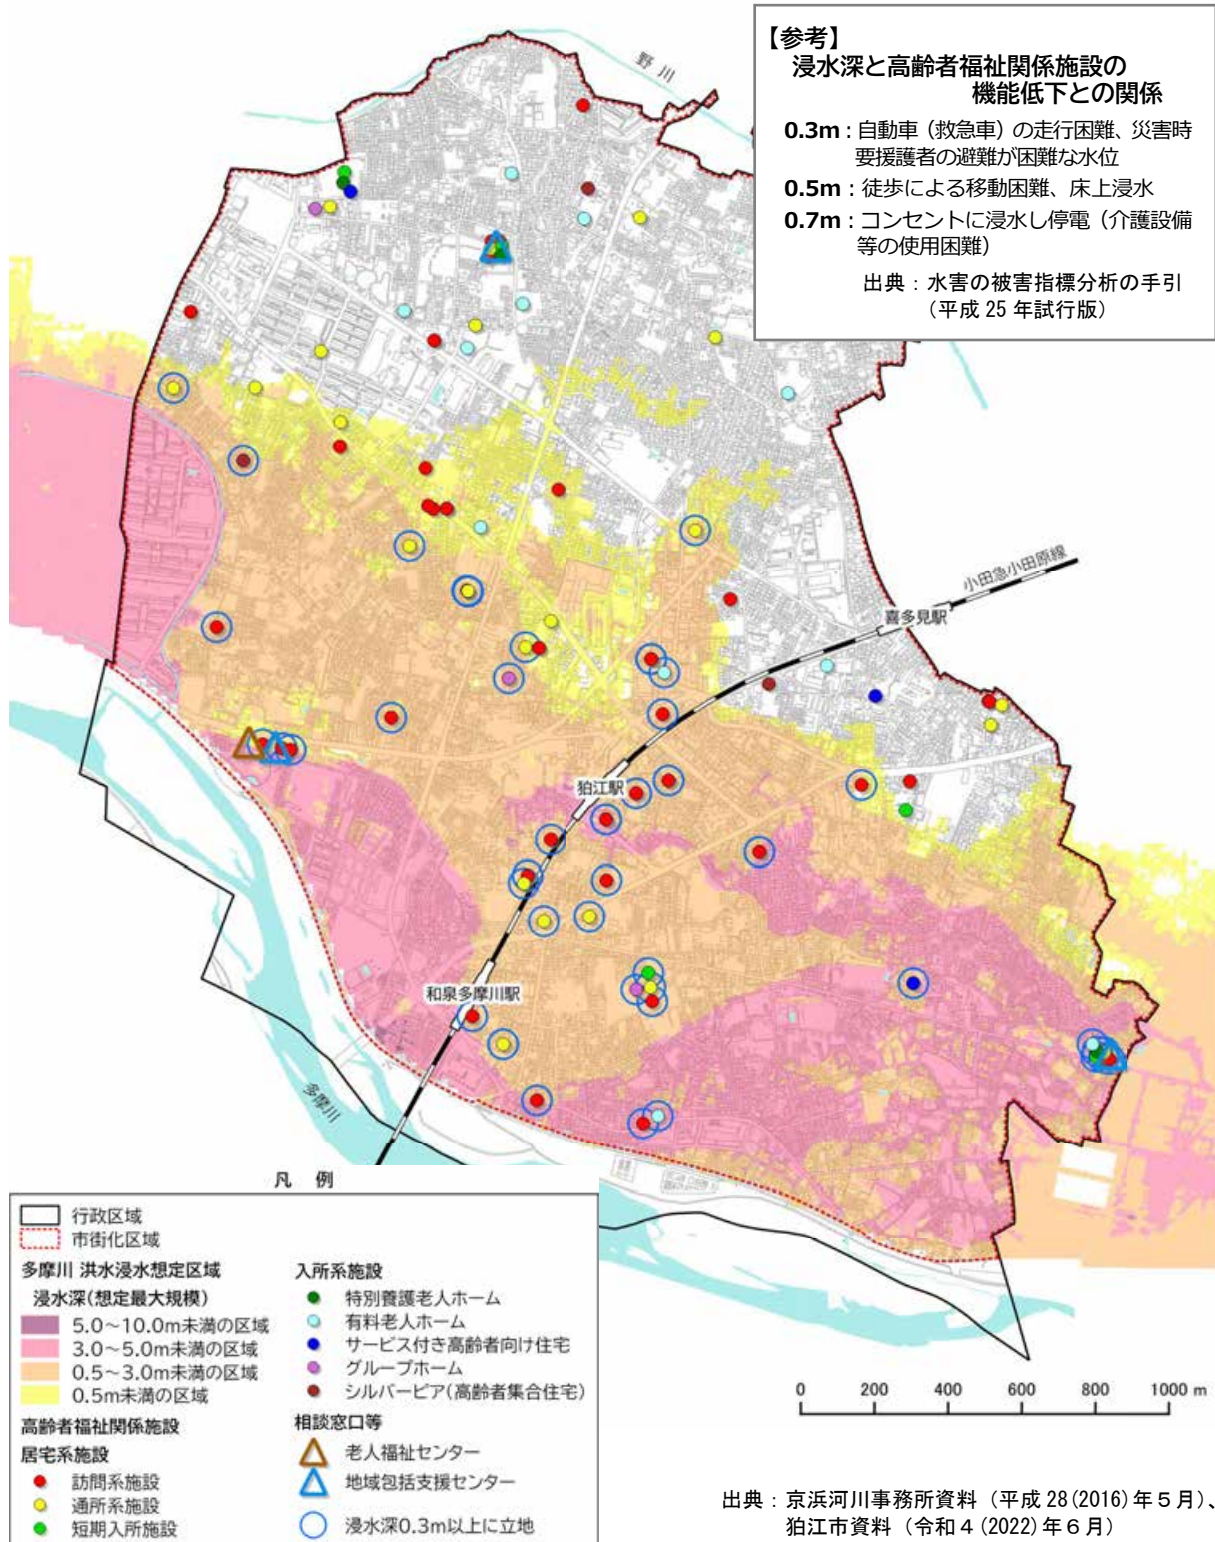 【参考】
浸水深と高齢者福祉関係施設の
機能低下との関係
0.3m：自動車（救急車）の走行困難、災害時
要援護者の避難が困難な水位
0.5m：徒歩による移動困難、床上浸水
0.7m：コンセントに浸水し停電（介護設備
等の使用困難）
出典：水害の被害指標分析の手引
（平成 25 年試行版）
野川
小田急小田原線
喜多見駅
狛江駅
和泉多摩川駅
多摩川
凡 例
行政区域
市街化区域
多摩川 洪水浸水想定区域
浸水深(想定最大規模)
5.0～10.0m未満の区域
3.0～5.0m未満の区域
0.5～3.0m未満の区域
0.5m未満の区域
高齢者福祉関係施設
居宅系施設
訪問系施設
通所系施設
短期入所施設
入所系施設
特別養護老人ホーム
有料老人ホーム
サービス付き高齢者向け住宅
グループホーム
シルバーピア(高齢者集合住宅)
相談窓口等
老人福祉センター
地域包括支援センター
浸水深0.3m以上に立地
0 200 400 600 800 1000 m
出典：京浜河川事務所資料（平成 28(2016)年５月）、
狛江市資料（令和４(2022)年６月）